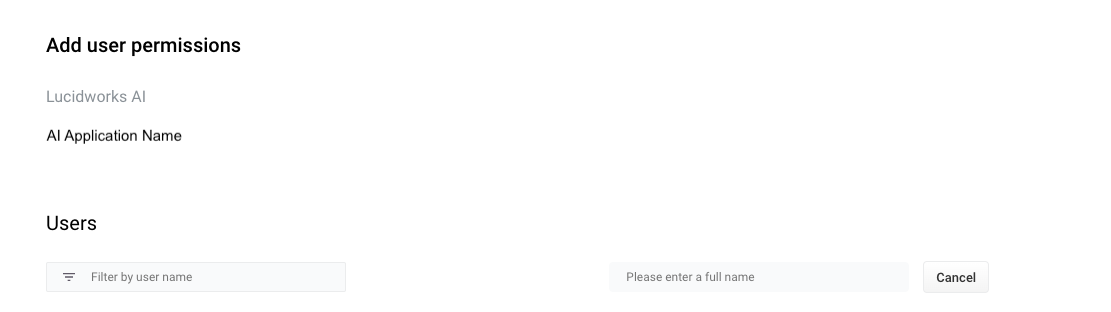 Add user permissions
Lucidworks AI
AI Application Name
Users
Filter by user name
Please enter a full name
Cancel